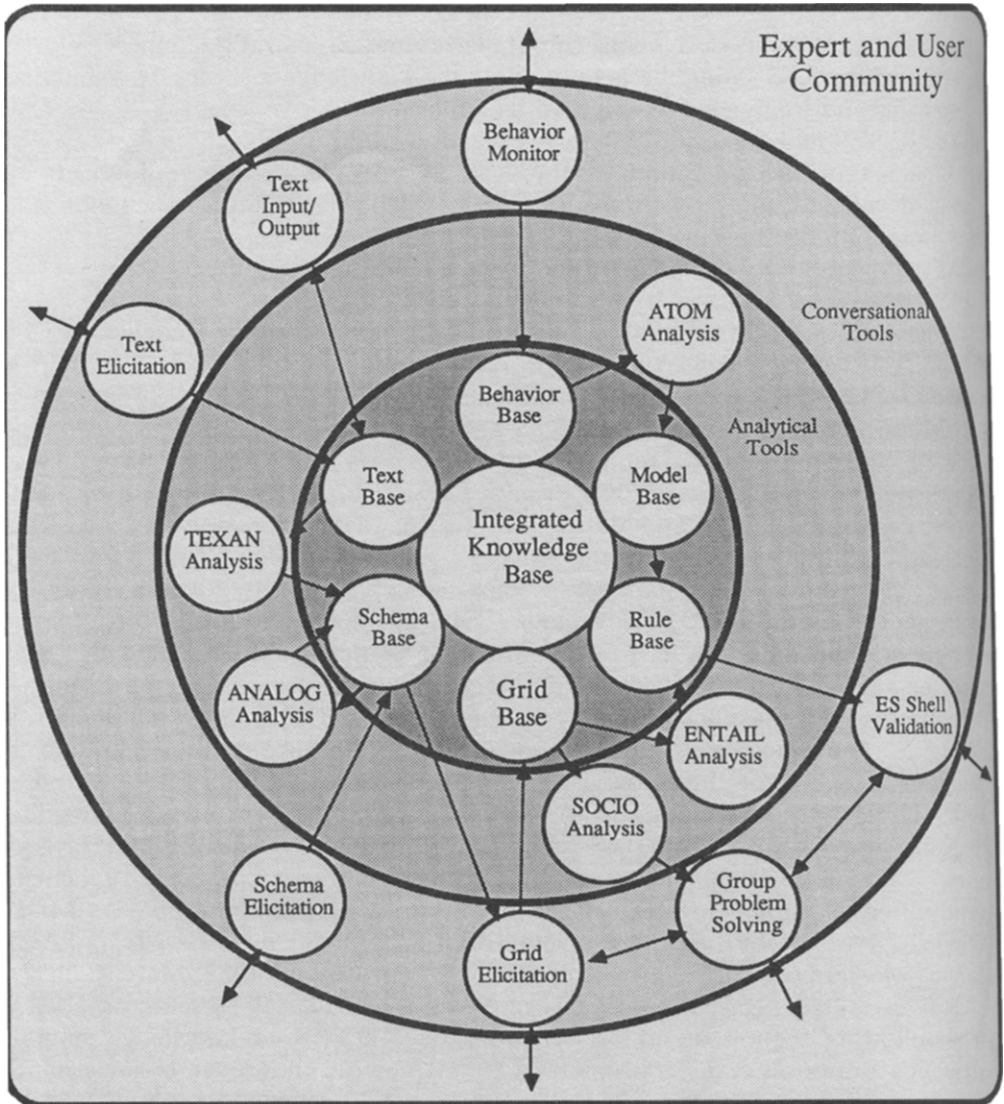 Expert and User
Community
Behavior
Monitor
Text
Input/
Output
Text
Elicitation
ATOM
Analysis
Conversational
Tools
Analytical
Tools
Behavior
Base
Text
Base
Model
Base
Integrated
Knowledge
Base
TEXAN
Analysis
Schema
Base
Rule
Base
Grid
Base
ANALOG
Analysis
ENTAIL
Analysis
ES Shell
Validation
SOCIO
Analysis
Schema
Elicitation
Group
Problem
Solving
Grid
Elicitation